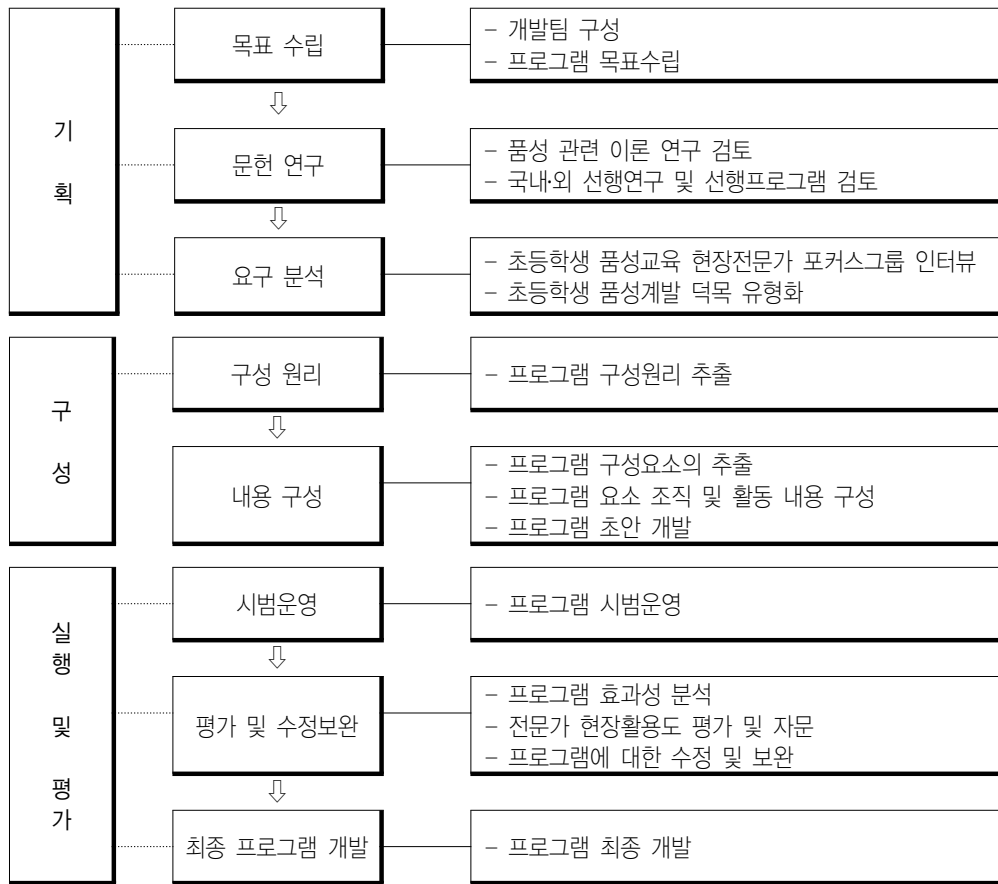 기
획
목표 수립
– 개발팀 구성
– 프로그램 목표수립
⇩
문헌 연구
– 품성 관련 이론 연구 검토
– 국내·외 선행연구 및 선행프로그램 검토
⇩
요구 분석
– 초등학생 품성교육 현장전문가 포커스그룹 인터뷰
– 초등학생 품성계발 덕목 유형화
구
성
구성 원리
– 프로그램 구성원리 추출
⇩
내용 구성
– 프로그램 구성요소의 추출
– 프로그램 요소 조직 및 활동 내용 구성
– 프로그램 초안 개발
실
행
및
평
가
시범운영
– 프로그램 시범운영
⇩
평가 및 수정보완
– 프로그램 효과성 분석
– 전문가 현장활용도 평가 및 자문
– 프로그램에 대한 수정 및 보완
⇩
최종 프로그램 개발
– 프로그램 최종 개발